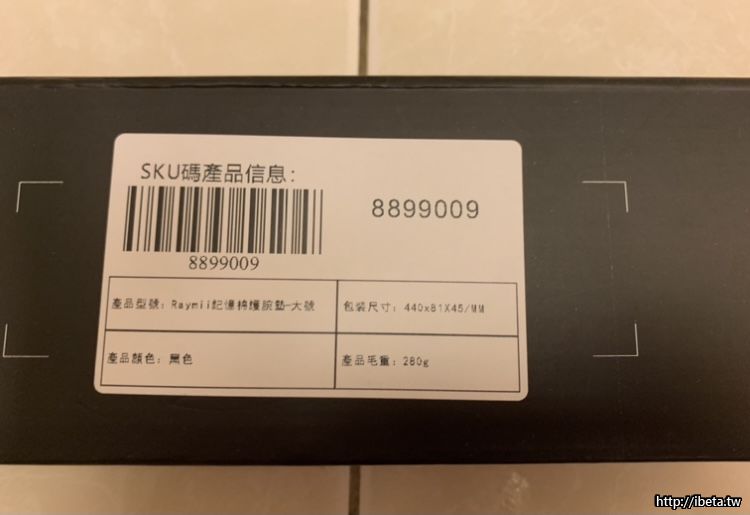 SKU碼產品信息:
8899009
8899009
產品型號: Raymii記憶棉護腕墊-大號
包裝尺寸: 440x81X45/MM
產品顏色: 黑色
產品毛重: 280g
http://ibeta.tw